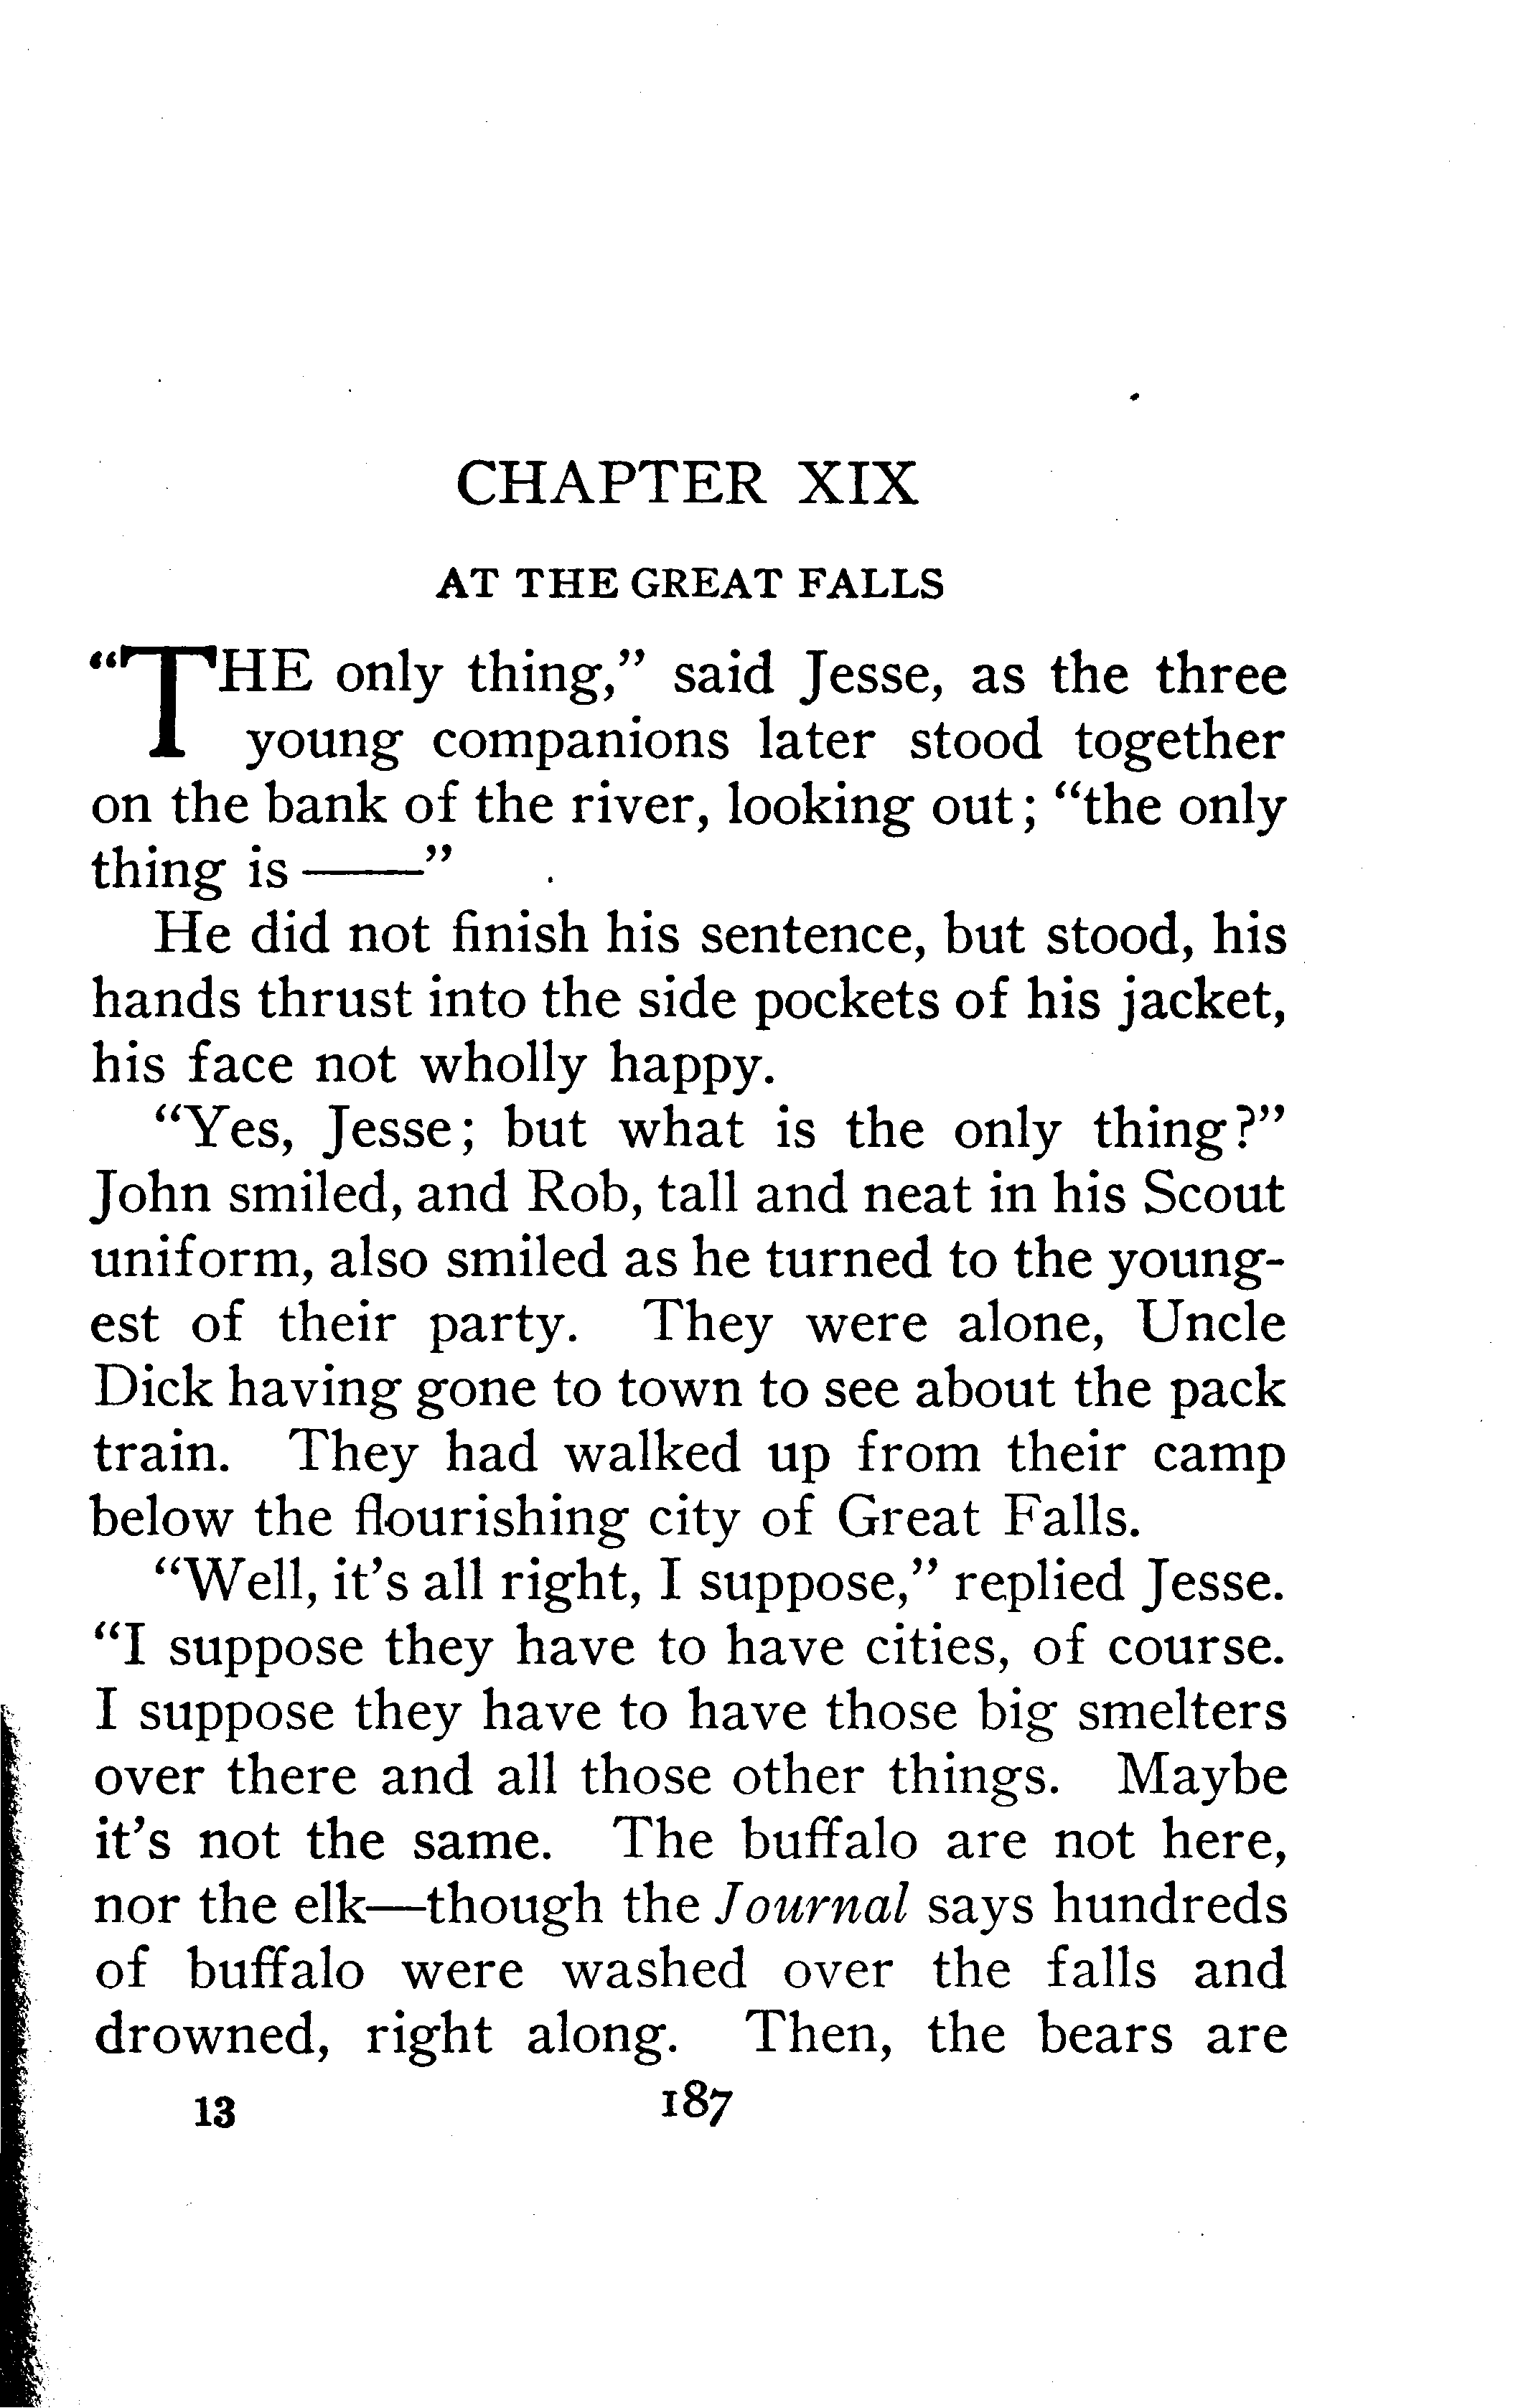 CHAPTER XIX
AT THE GREAT FALLS
“THE only thing,” said Jesse, as the three
young companions later stood together
on the bank of the river, looking out; “the only
thing is ——”
He did not finish his sentence, but stood, his
hands thrust into the side pockets of his jacket,
his face not wholly happy.
“Yes, Jesse; but what is the only thing?”
John smiled, and Rob, tall and neat in his Scout
uniform, also smiled as he turned to the young-
est of their party. They were alone, Uncle
Dick having gone to town to see about the pack
train. They had walked up from their camp
below the flourishing city of Great Falls.
“Well, it’s all right, I suppose,” replied Jesse.
“I suppose they have to have cities, of course.
I suppose they have to have those big smelters
over there and all those other things. Maybe
it’s not the same. The buffalo are not here,
nor the elk—though the Journal says hundreds
of buffalo were washed over the falls and
drowned, right along. Then, the bears are
13 187